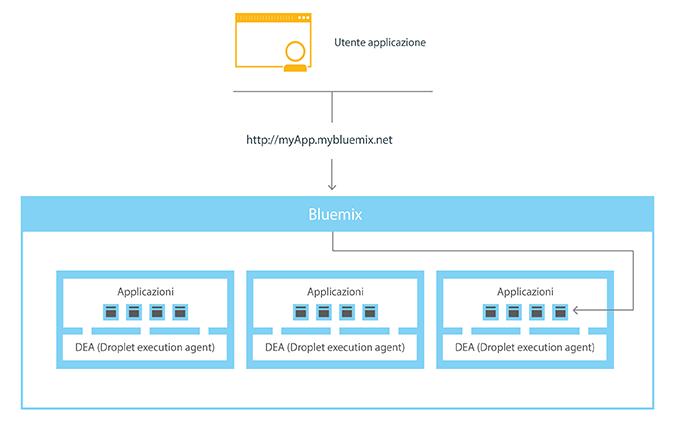 Utente applicazione
http://myApp.mybluemix.net
Bluemix
Applicazioni
Applicazioni
Applicazioni
DEA (Droplet execution agent)
DEA (Droplet execution agent)
DEA (Droplet execution agent)